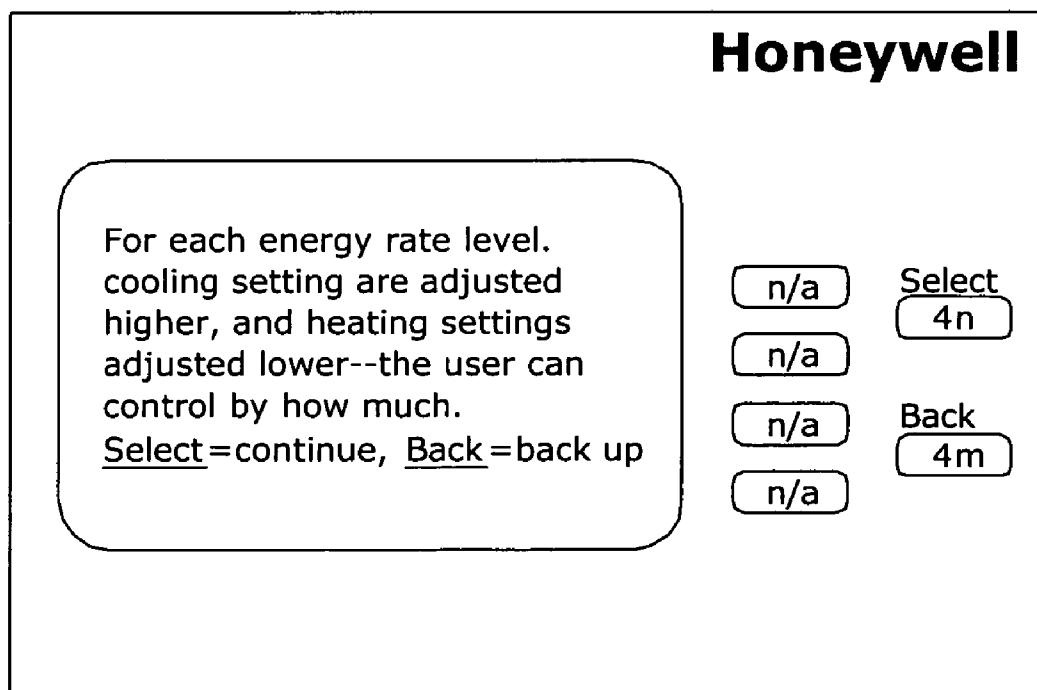 Honeywell
For each energy rate level.
cooling setting are adjusted
higher, and heating settings
adjusted lower--the user can
control by how much.
Select=continue, Back=back up
n/a
n/a
n/a
n/a
Select
4n
Back
4m